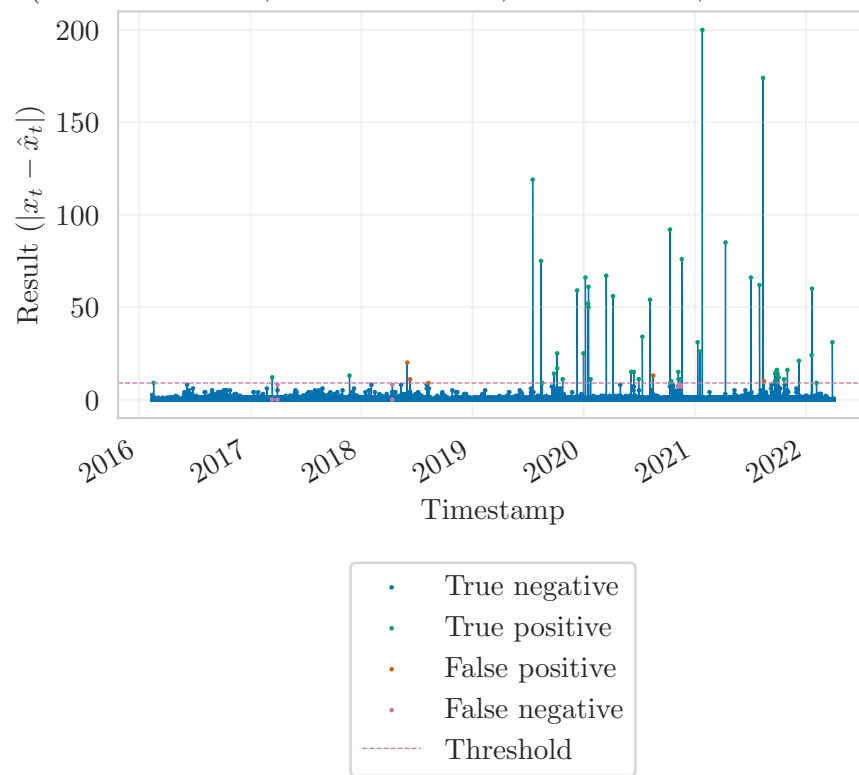 200
150
100
50
0
Result (|x_t − x̂_t|)
2016 2017 2018 2019 2020 2021 2022
Timestamp
True negative
True positive
False positive
False negative
Threshold